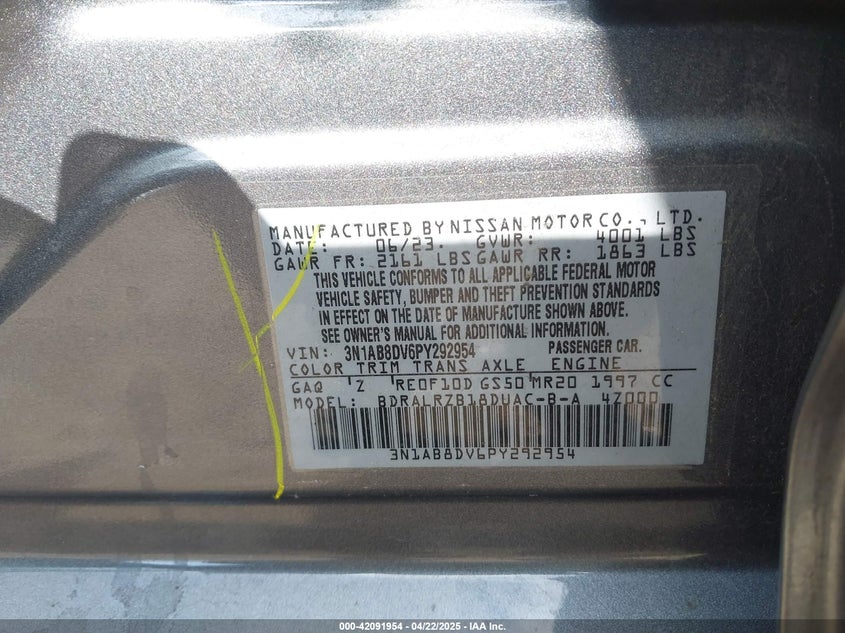 MANUFACTURED BY NISSAN MOTOR CO., LTD.
DATE: 06/23. GVWR: 4001 LBS
GAWR FR: 2161 LBS GAWR RR: 1863 LBS
THIS VEHICLE CONFORMS TO ALL APPLICABLE FEDERAL MOTOR
VEHICLE SAFETY, BUMPER AND THEFT PREVENTION STANDARDS
IN EFFECT ON THE DATE OF MANUFACTURE SHOWN ABOVE.
SEE OWNER'S MANUAL FOR ADDITIONAL INFORMATION.
VIN: 3N1AB8DV6PY292954 PASSENGER CAR.
COLOR TRIM TRANS AXLE ENGINE
GAQ 'Z 'RE0F10D GS50 'MR20 1997 CC
MODEL: BDRALRZB18DUAC-B-A 4Z000
3N1AB8DV6PY292954
000-42091954 - 04/22/2025 - IAA Inc.